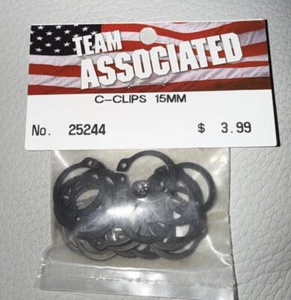 TEAM
ASSOCIATED
C-CLIPS 15MM
No. 25244 $ 3.99